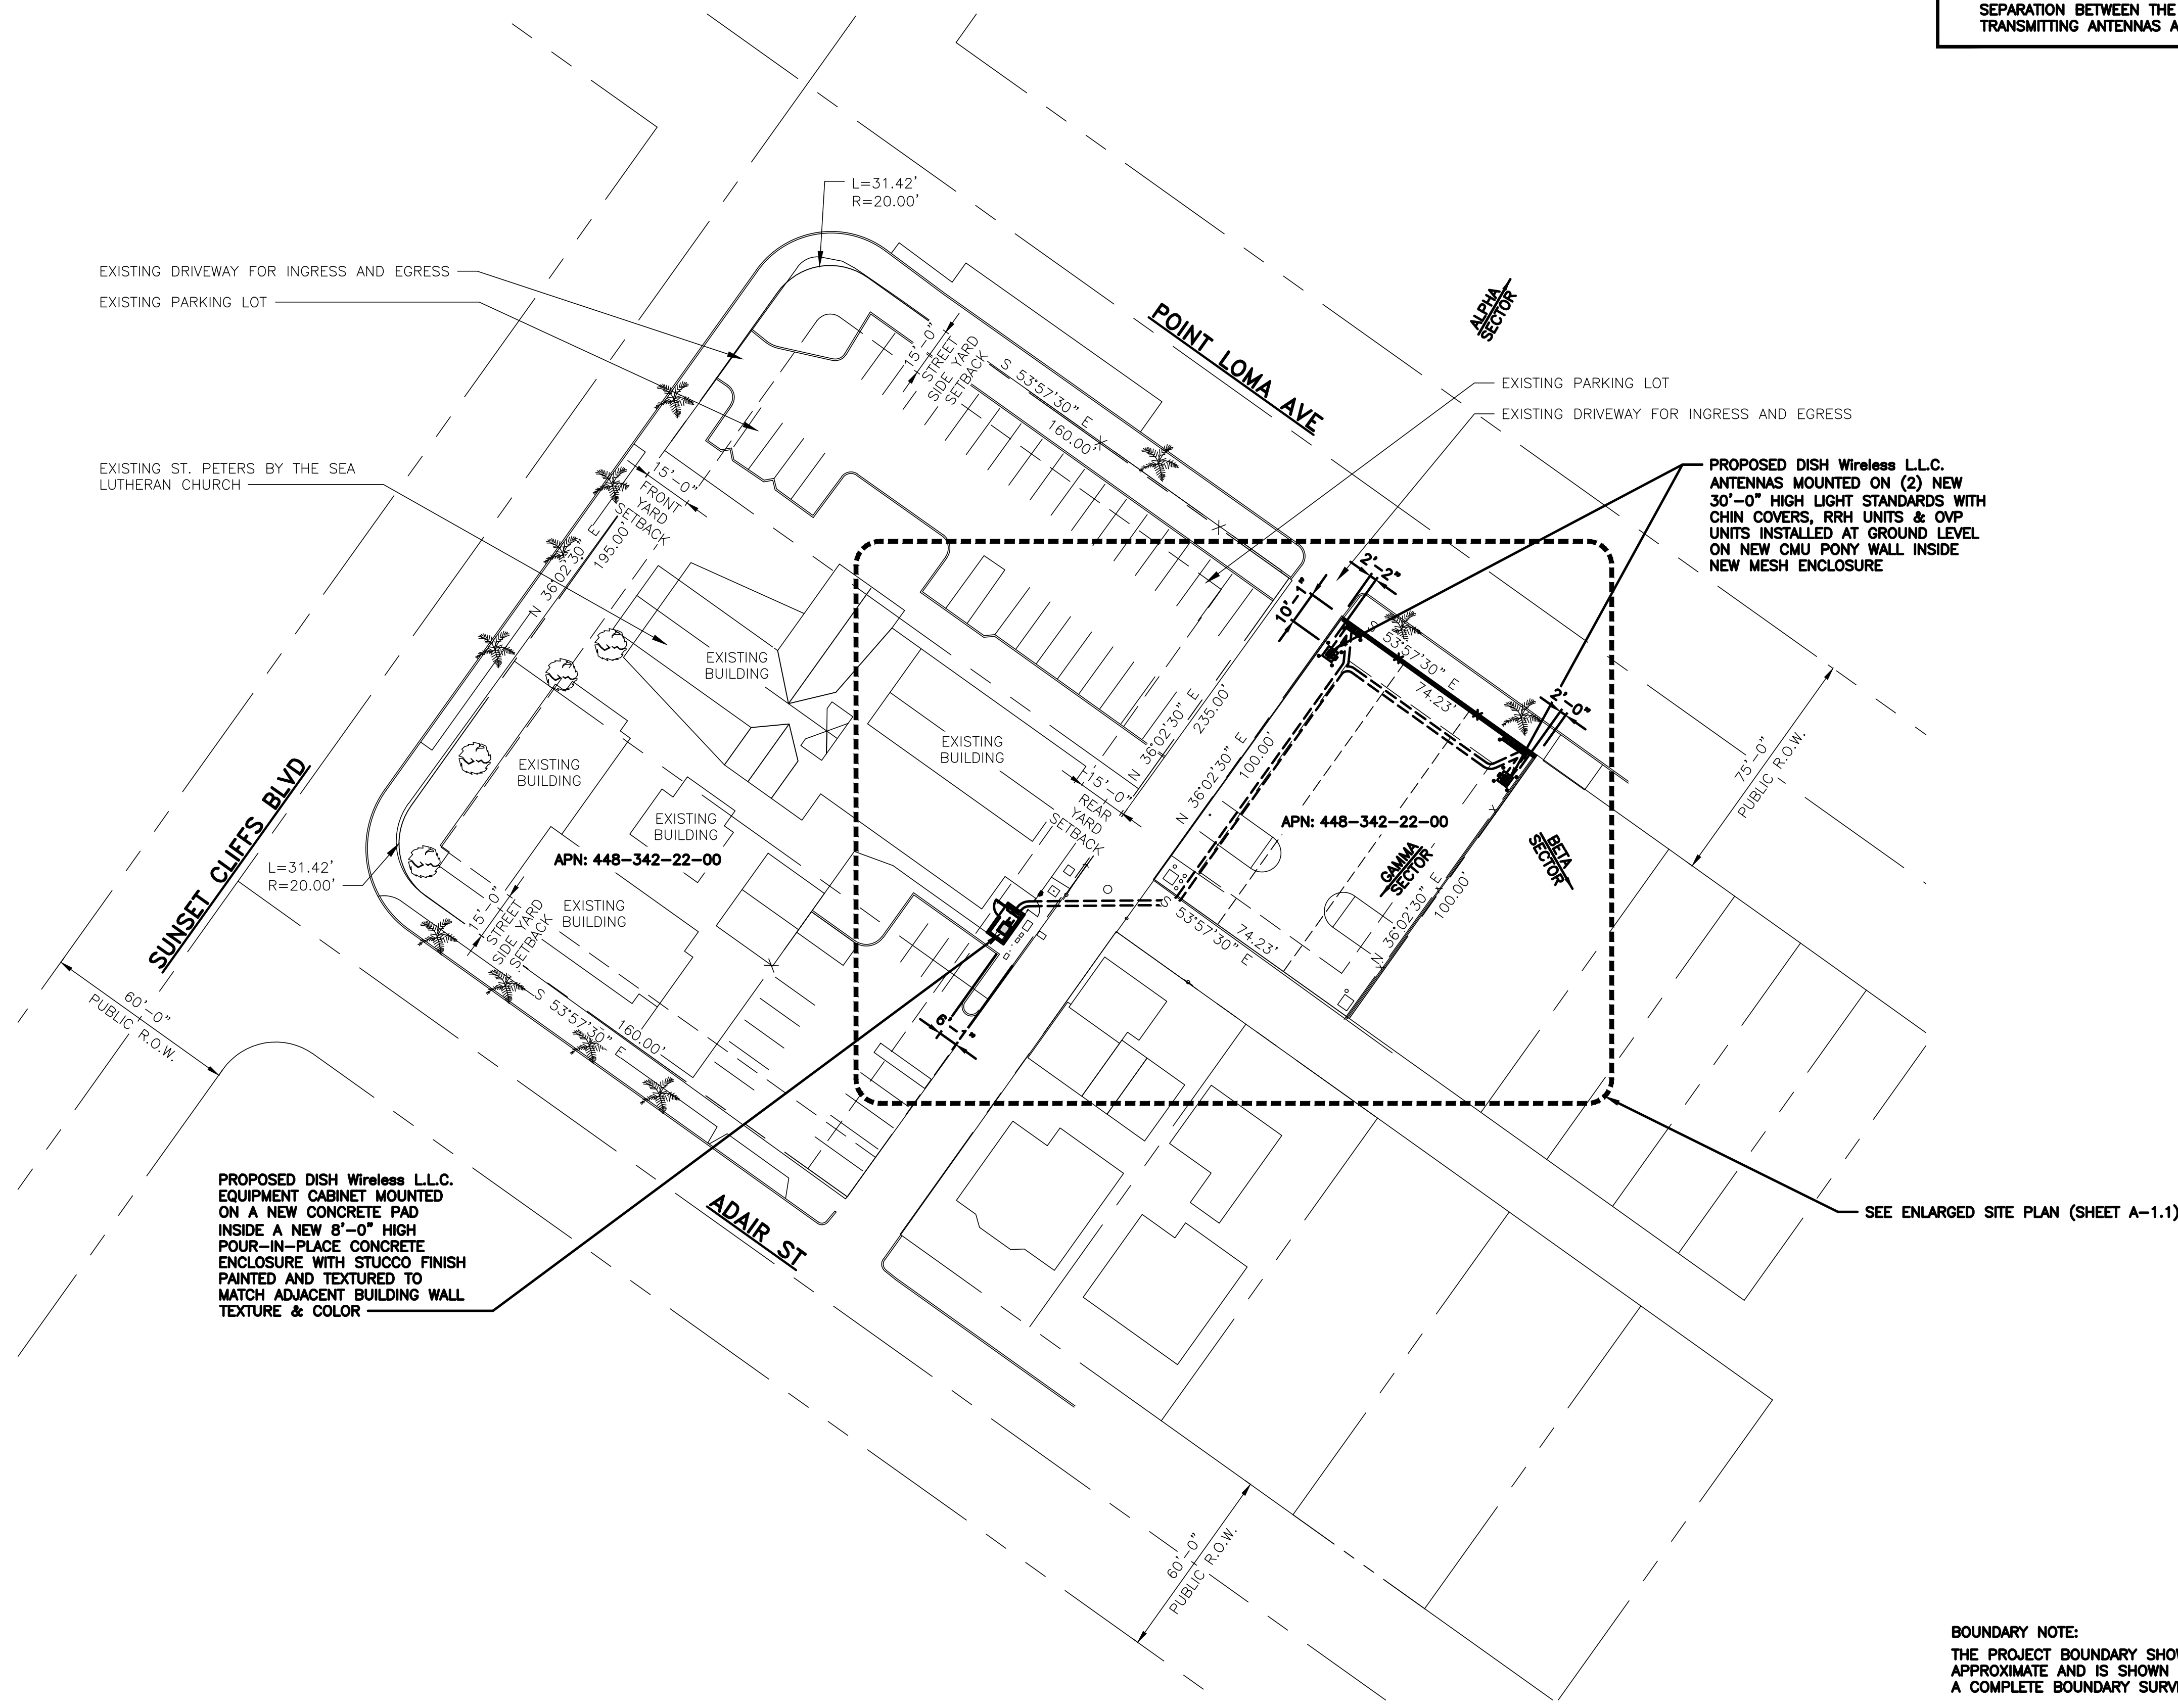 SEPARATION BETWEEN THE
TRANSMITTING ANTENNAS A
L=31.42'
R=20.00'
EXISTING DRIVEWAY FOR INGRESS AND EGRESS
EXISTING PARKING LOT
POINT LOMA AVE
ALPHA
SECTOR
15'-0"
STREET
SIDE YARD
SETBACK
S 53°57'30" E
160.00'
EXISTING PARKING LOT
EXISTING DRIVEWAY FOR INGRESS AND EGRESS
EXISTING ST. PETERS BY THE SEA
LUTHERAN CHURCH
15'-0"
FRONT
YARD
SETBACK
N 36°02'30" E
195.00'
PROPOSED DISH Wireless L.L.C.
ANTENNAS MOUNTED ON (2) NEW
30'-0" HIGH LIGHT STANDARDS WITH
CHIN COVERS, RRH UNITS & OVP
UNITS INSTALLED AT GROUND LEVEL
ON NEW CMU PONY WALL INSIDE
NEW MESH ENCLOSURE
2'-2"
10'-1"
S 53°57'30" E
74.23'
2'-0"
EXISTING
BUILDING
EXISTING
BUILDING
N 36°02'30" E
235.00'
N 36°02'30" E
100.00'
75'-0"
PUBLIC R.O.W.
EXISTING
BUILDING
15'-0"
REAR
YARD
SETBACK
EXISTING
BUILDING
APN: 448-342-22-00
APN: 448-342-22-00
GAMMA
SECTOR
BETA
SECTOR
N 36°02'30" E
100.00'
SUNSET CLIFFS BLVD
L=31.42'
R=20.00'
15'-0"
STREET
SIDE YARD
SETBACK
EXISTING
BUILDING
S 53°57'30" E
74.23'
60'-0"
PUBLIC R.O.W.
S 53°57'30" E
160.00'
6'-1"
PROPOSED DISH Wireless L.L.C.
EQUIPMENT CABINET MOUNTED
ON A NEW CONCRETE PAD
INSIDE A NEW 8'-0" HIGH
POUR-IN-PLACE CONCRETE
ENCLOSURE WITH STUCCO FINISH
PAINTED AND TEXTURED TO
MATCH ADJACENT BUILDING WALL
TEXTURE & COLOR
ADAIR ST
SEE ENLARGED SITE PLAN (SHEET A-1.1)
60'-0"
PUBLIC R.O.W.
BOUNDARY NOTE:
THE PROJECT BOUNDARY SHOW
APPROXIMATE AND IS SHOWN
A COMPLETE BOUNDARY SURV